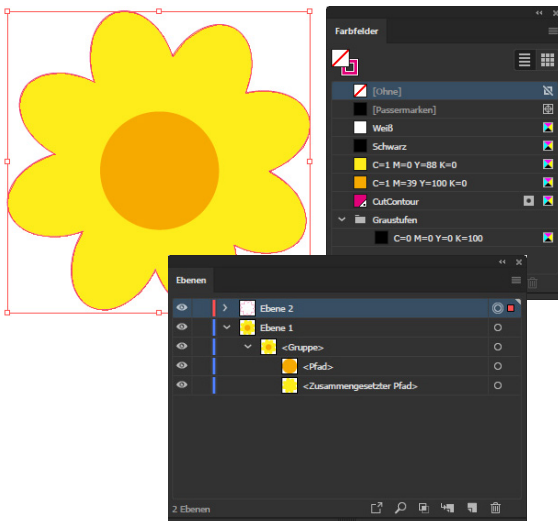 Farbfelder
[Ohne]
[Passermarken]
Weiß
Schwarz
C=1 M=0 Y=88 K=0
C=1 M=39 Y=100 K=0
CutContour
Graustufen
C=0 M=0 Y=0 K=100
Ebenen
Ebene 2
Ebene 1
<Gruppe>
<Pfad>
<Zusammengesetzter Pfad>
2 Ebenen